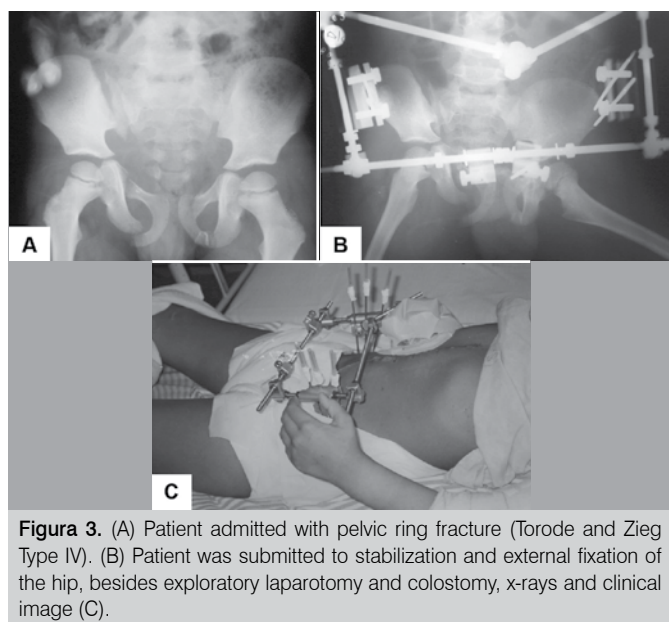 A
B
C
Figura 3. (A) Patient admitted with pelvic ring fracture (Torode and Zieg
Type IV). (B) Patient was submitted to stabilization and external fixation of
the hip, besides exploratory laparotomy and colostomy, x-rays and clinical
image (C).